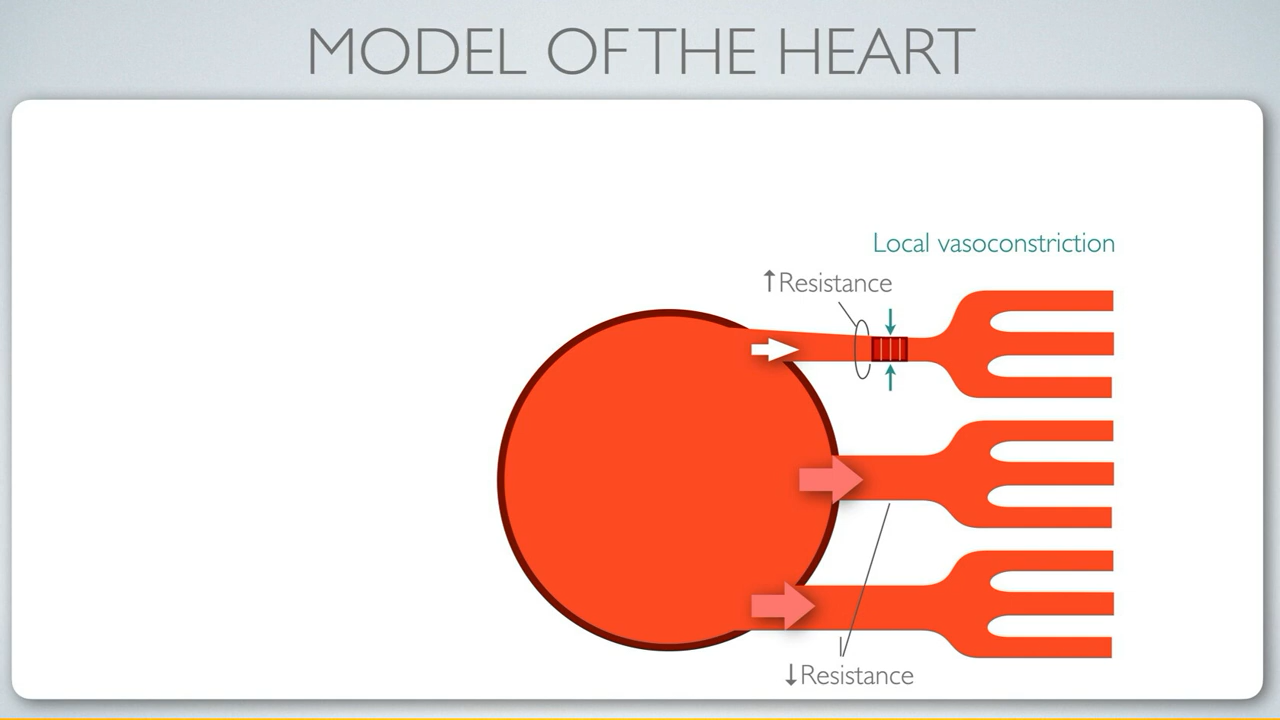 MODEL OF THE HEART
Local vasoconstriction
↑Resistance
↓Resistance